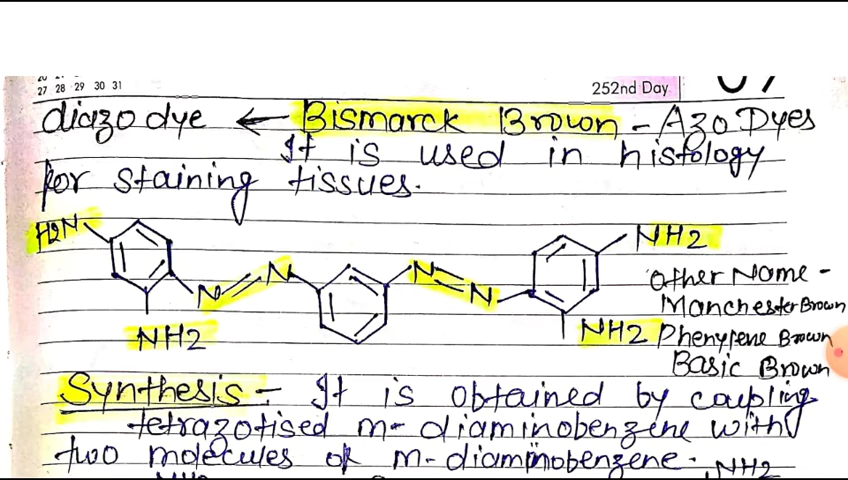 27 28 29 30 31
252nd Day
diazo dye ← Bismarck Brown - Azo Dyes
It is used in histology
for staining tissues.
H2N
NH2
N
N
N
N
NH2
NH2
Other Name -
Manchester Brown
Phenylene Brown
Basic Brown
Synthesis :- It is obtained by coupling
tetrazotised m-diaminobenzene with
two molecules of m-diaminobenzene.
NH2